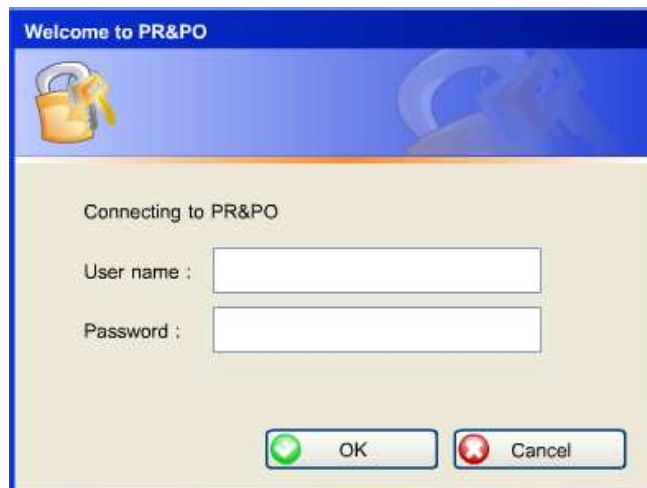 Welcome to PR&PO
Connecting to PR&PO
User name :
Password :
OK
Cancel